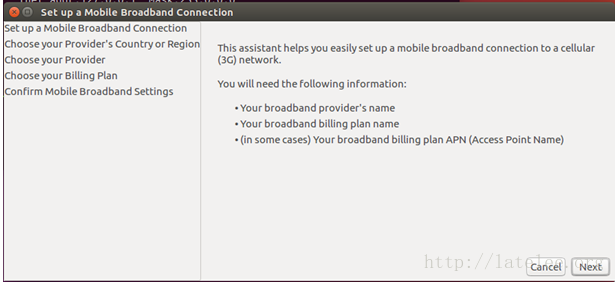 Set up a Mobile Broadband Connection
Set up a Mobile Broadband Connection
Choose your Provider's Country or Region
Choose your Provider
Choose your Billing Plan
Confirm Mobile Broadband Settings
This assistant helps you easily set up a mobile broadband connection to a cellular
(3G) network.
You will need the following information:
• Your broadband provider's name
• Your broadband billing plan name
• (in some cases) Your broadband billing plan APN (Access Point Name)
http://latelee.org
Cancel
Next